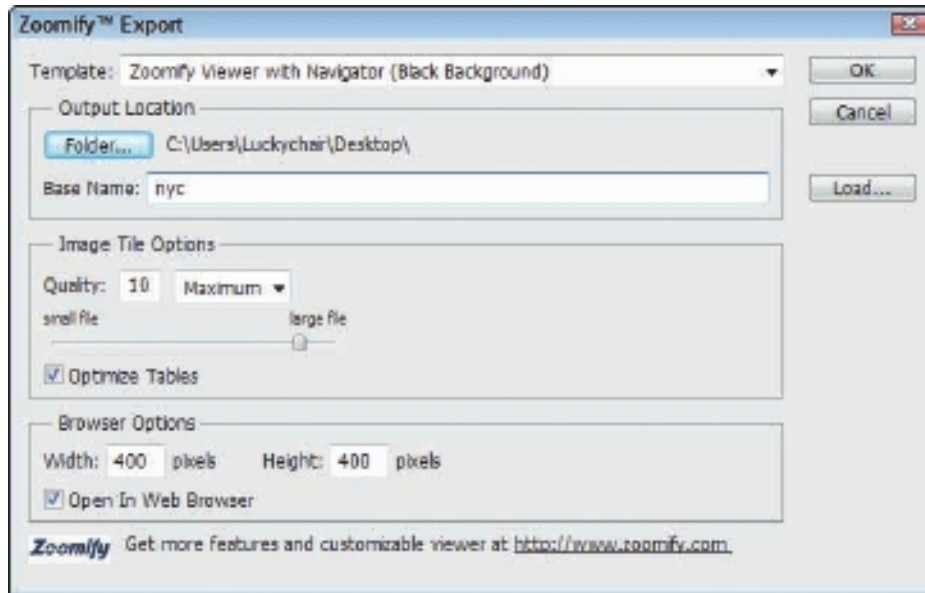 Zoomify™ Export
Template: Zoomify Viewer with Navigator (Black Background)
OK
Cancel
Load...
Output Location
Folder... C:\Users\Luckychair\Desktop\
Base Name: nyc
Image Tile Options
Quality: 10 Maximum
small file large file
Optimize Tables
Browser Options
Width: 400 pixels Height: 400 pixels
Open In Web Browser
Zoomify Get more features and customizable viewer at http://www.zoomify.com